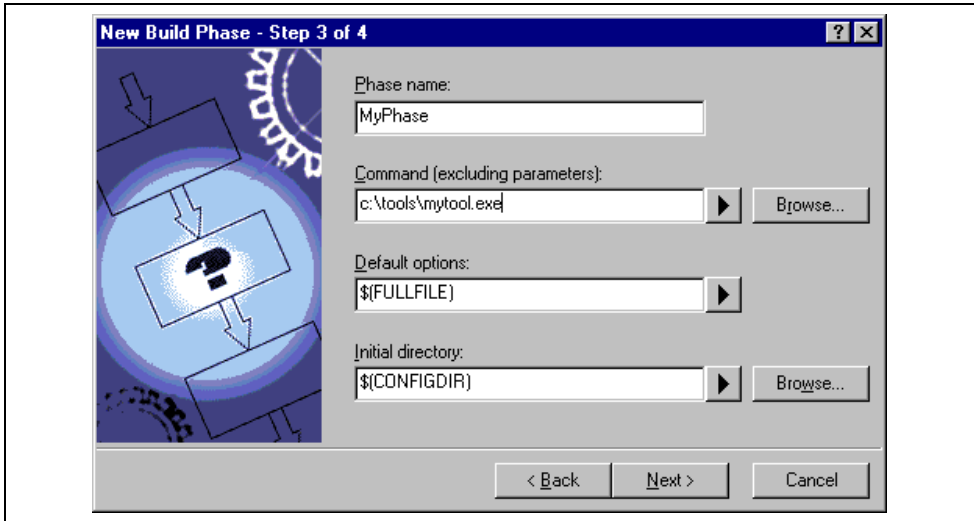 New Build Phase - Step 3 of 4
Phase name:
MyPhase
Command (excluding parameters):
c:\tools\mytool.exe
Browse...
Default options:
$(FULLFILE)
Initial directory:
$(CONFIGDIR)
Browse...
< Back Next > Cancel